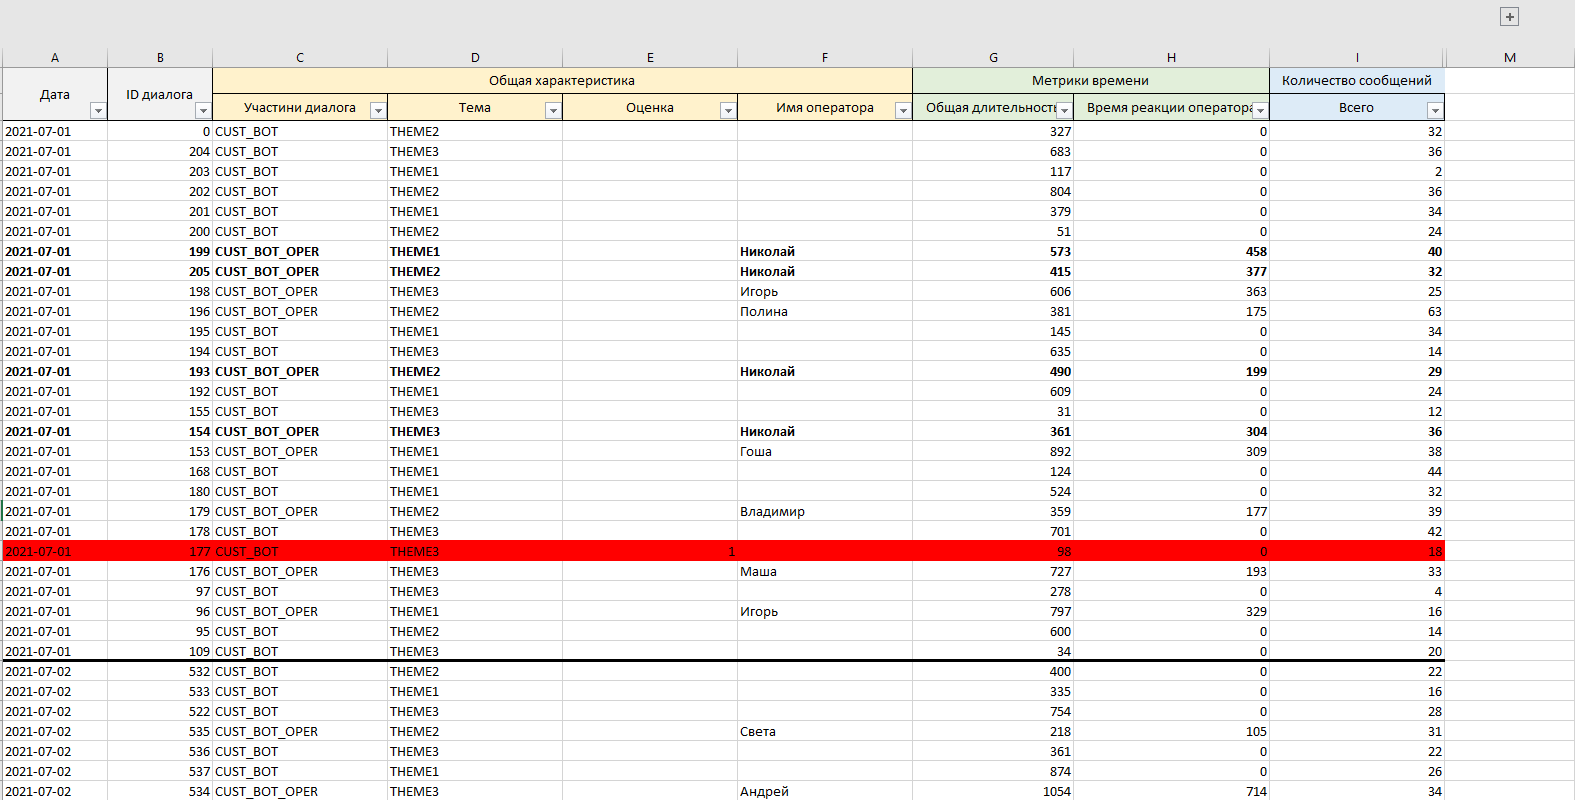 A B C D E F G H I M
Дата ID диалога Общая характеристика Метрики времени Количество сообщений
Участини диалога Тема Оценка Имя оператора Общая длительность Время реакции оператора Всего
2021-07-01 0 CUST_BOT THEME2 327 0 32
2021-07-01 204 CUST_BOT THEME3 683 0 36
2021-07-01 203 CUST_BOT THEME1 117 0 2
2021-07-01 202 CUST_BOT THEME2 804 0 36
2021-07-01 201 CUST_BOT THEME1 379 0 34
2021-07-01 200 CUST_BOT THEME2 51 0 24
2021-07-01 199 CUST_BOT_OPER THEME1 Николай 573 458 40
2021-07-01 205 CUST_BOT_OPER THEME2 Николай 415 377 32
2021-07-01 198 CUST_BOT_OPER THEME3 Игорь 606 363 25
2021-07-01 196 CUST_BOT_OPER THEME2 Полина 381 175 63
2021-07-01 195 CUST_BOT THEME1 145 0 34
2021-07-01 194 CUST_BOT THEME3 635 0 14
2021-07-01 193 CUST_BOT_OPER THEME2 Николай 490 199 29
2021-07-01 192 CUST_BOT THEME1 609 0 24
2021-07-01 155 CUST_BOT THEME3 31 0 12
2021-07-01 154 CUST_BOT_OPER THEME3 Николай 361 304 36
2021-07-01 153 CUST_BOT_OPER THEME1 Гоша 892 309 38
2021-07-01 168 CUST_BOT THEME1 124 0 44
2021-07-01 180 CUST_BOT THEME1 524 0 32
2021-07-01 179 CUST_BOT_OPER THEME2 Владимир 359 177 39
2021-07-01 178 CUST_BOT THEME3 701 0 42
2021-07-01 177 CUST_BOT THEME3 1 98 0 18
2021-07-01 176 CUST_BOT_OPER THEME3 Маша 727 193 33
2021-07-01 97 CUST_BOT THEME3 278 0 4
2021-07-01 96 CUST_BOT_OPER THEME1 Игорь 797 329 16
2021-07-01 95 CUST_BOT THEME2 600 0 14
2021-07-01 109 CUST_BOT THEME3 34 0 20
2021-07-02 532 CUST_BOT THEME2 400 0 22
2021-07-02 533 CUST_BOT THEME1 335 0 16
2021-07-02 522 CUST_BOT THEME3 754 0 28
2021-07-02 535 CUST_BOT_OPER THEME2 Света 218 105 31
2021-07-02 536 CUST_BOT THEME3 361 0 22
2021-07-02 537 CUST_BOT THEME1 874 0 26
2021-07-02 534 CUST_BOT_OPER THEME3 Андрей 1054 714 34